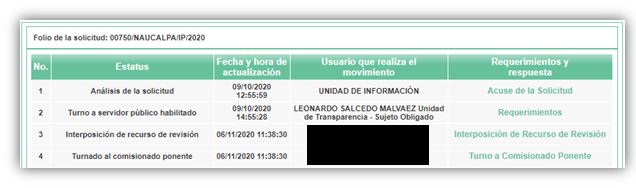 Folio de la solicitud: 00750/NAUCALPA/IP/2020
No. Estatus Fecha y hora de actualización Usuario que realiza el movimiento Requerimientos y respuesta
1 Análisis de la solicitud 09/10/2020 12:55:59 UNIDAD DE INFORMACIÓN Acuse de la Solicitud
2 Turno a servidor público habilitado 09/10/2020 14:55:28 LEONARDO SALCEDO MALVAEZ Unidad de Transparencia - Sujeto Obligado Requerimientos
3 Interposición de recurso de revisión 06/11/2020 11:38:30 Interposición de Recurso de Revisión
4 Turnado al comisionado ponente 06/11/2020 11:38:30 Turno a Comisionado Ponente